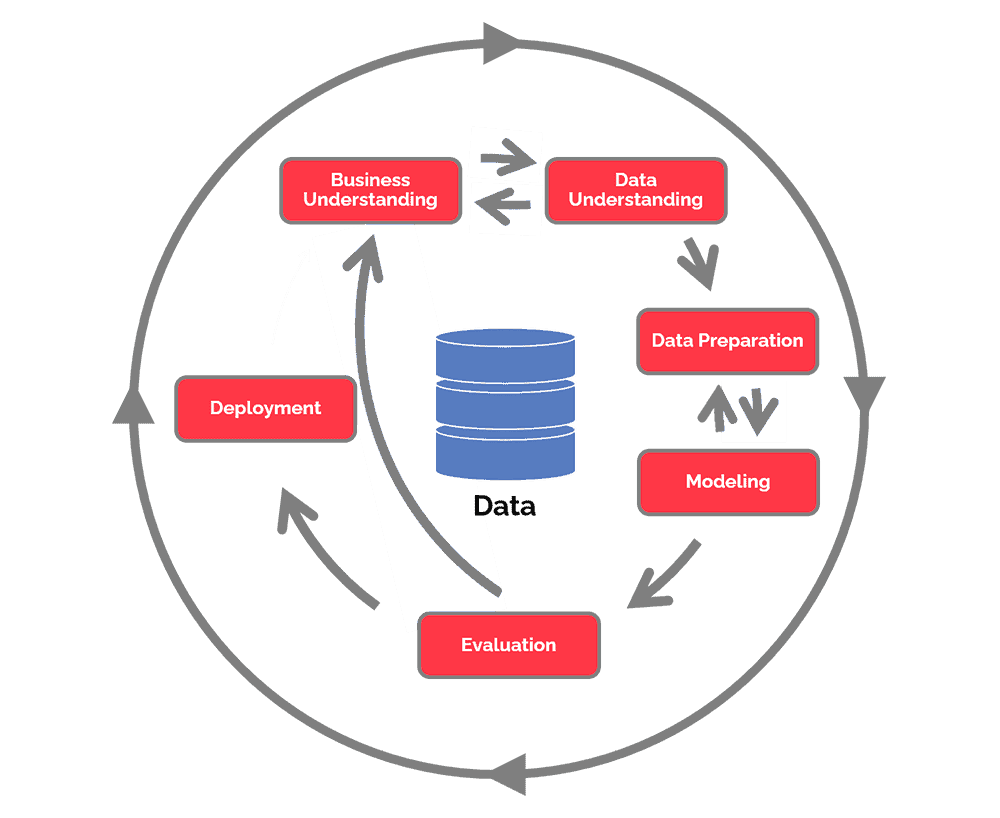 Business
Understanding
Data
Understanding
Data Preparation
Deployment
Modeling
Data
Evaluation